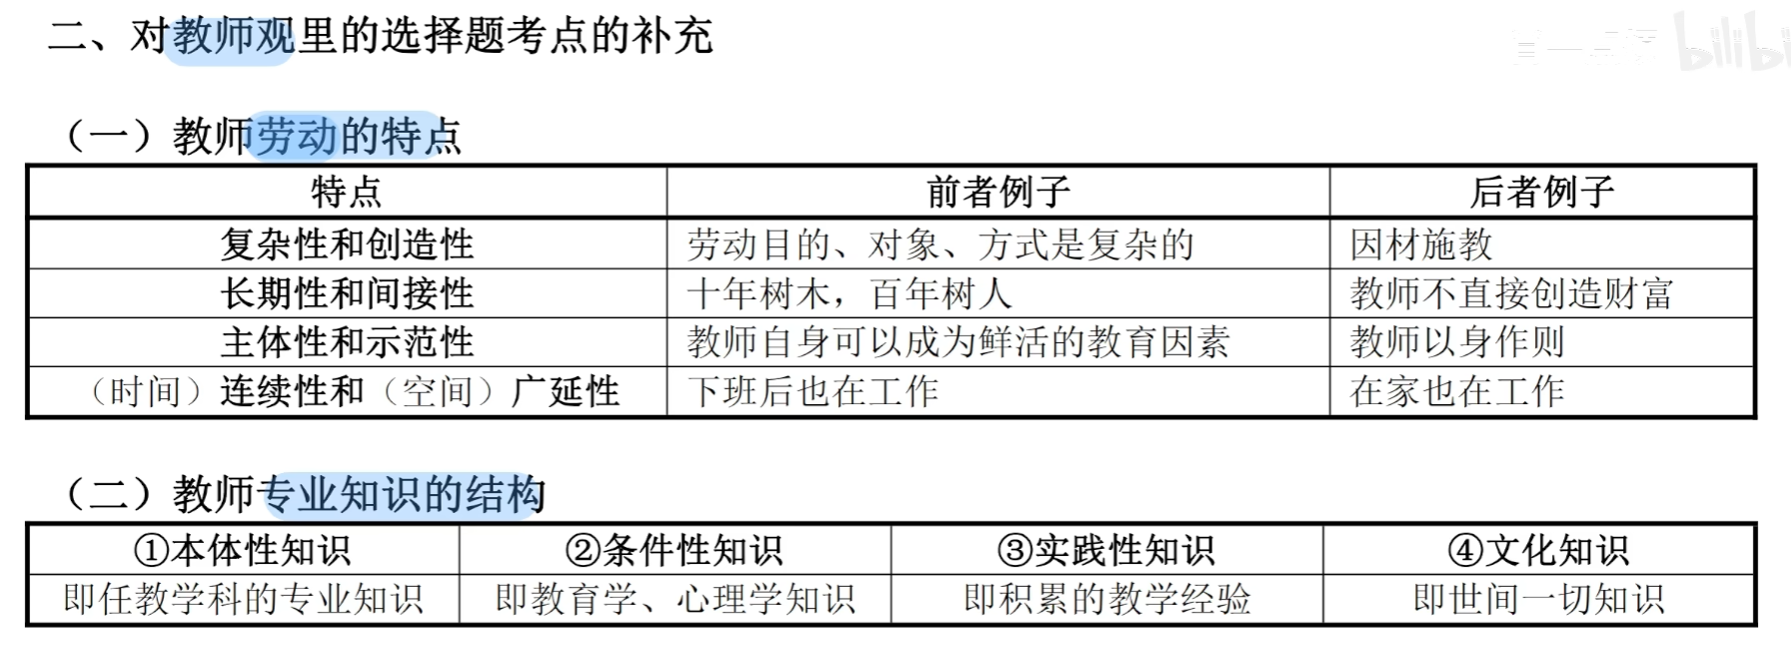 二、对教师观里的选择题考点的补充
（一）教师劳动的特点
特点 前者例子 后者例子
复杂性和创造性 劳动目的、对象、方式是复杂的 因材施教
长期性和间接性 十年树木，百年树人 教师不直接创造财富
主体性和示范性 教师自身可以成为鲜活的教育因素 教师以身作则
（时间）连续性和（空间）广延性 下班后也在工作 在家也在工作
（二）教师专业知识的结构
①本体性知识 ②条件性知识 ③实践性知识 ④文化知识
即任教学科的专业知识 即教育学、心理学知识 即积累的教学经验 即世间一切知识